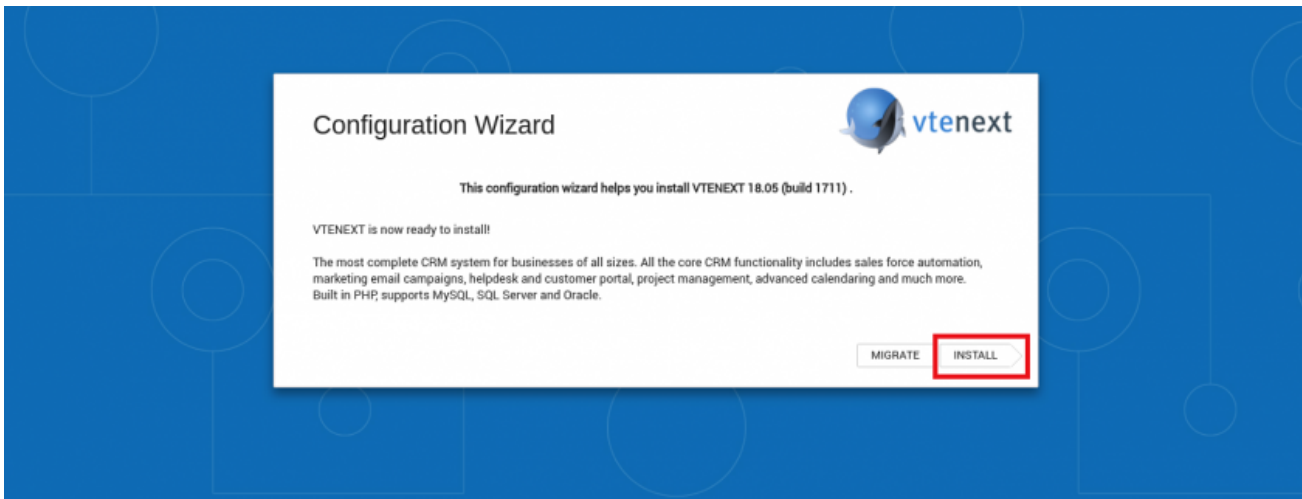 Configuration Wizard
vtenext
This configuration wizard helps you install VTENEXT 18.05 (build 1711) .
VTENEXT is now ready to install!
The most complete CRM system for businesses of all sizes. All the core CRM functionality includes sales force automation,
marketing email campaigns, helpdesk and customer portal, project management, advanced calendaring and much more.
Built in PHP, supports MySQL, SQL Server and Oracle.
MIGRATE
INSTALL